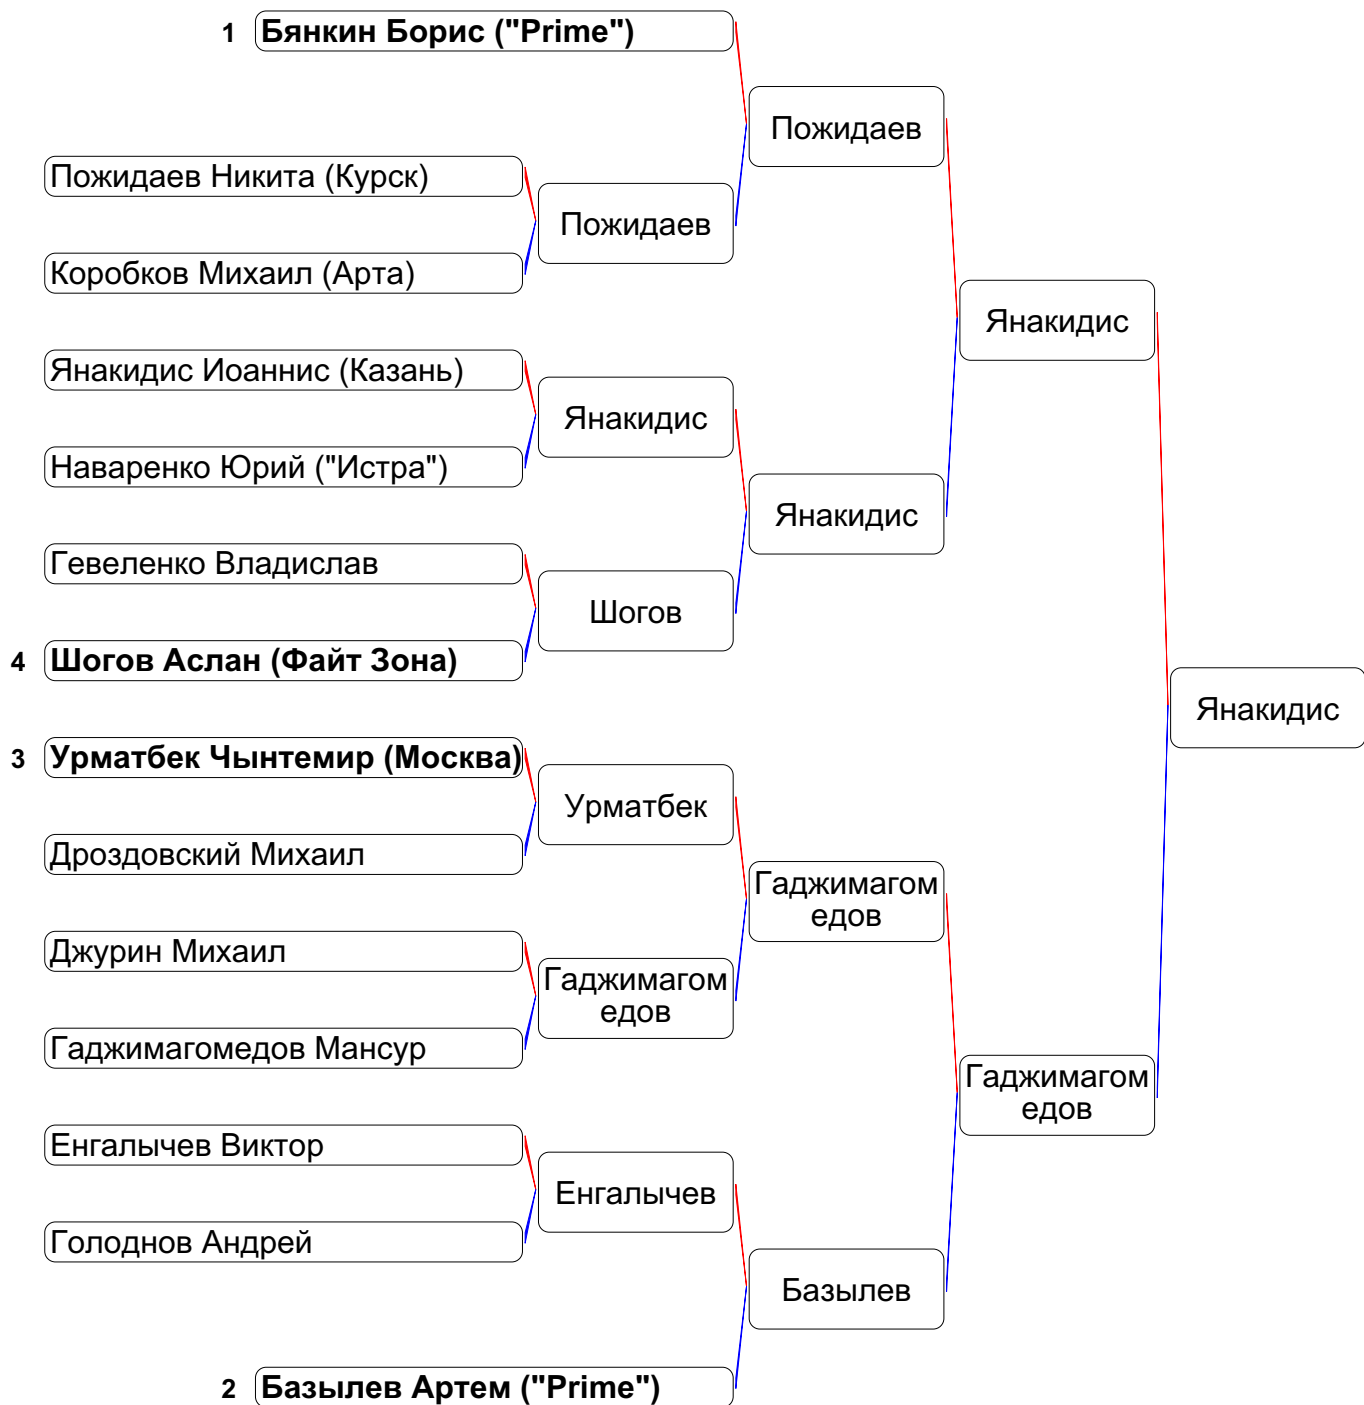 1 Бянкин Борис ("Prime")
Пожидаев
Пожидаев Никита (Курск)
Пожидаев
Коробков Михаил (Арта)
Янакидис
Янакидис Иоаннис (Казань)
Янакидис
Наваренко Юрий ("Истра")
Янакидис
Гевеленко Владислав
Шогов
4 Шогов Аслан (Файт Зона)
Янакидис
3 Урматбек Чынтемир (Москва)
Урматбек
Дроздовский Михаил
Гаджимагом
едов
Джурин Михаил
Гаджимагом
едов
Гаджимагомедов Мансур
Гаджимагом
едов
Енгалычев Виктор
Енгалычев
Голоднов Андрей
Базылев
2 Базылев Артем ("Prime")